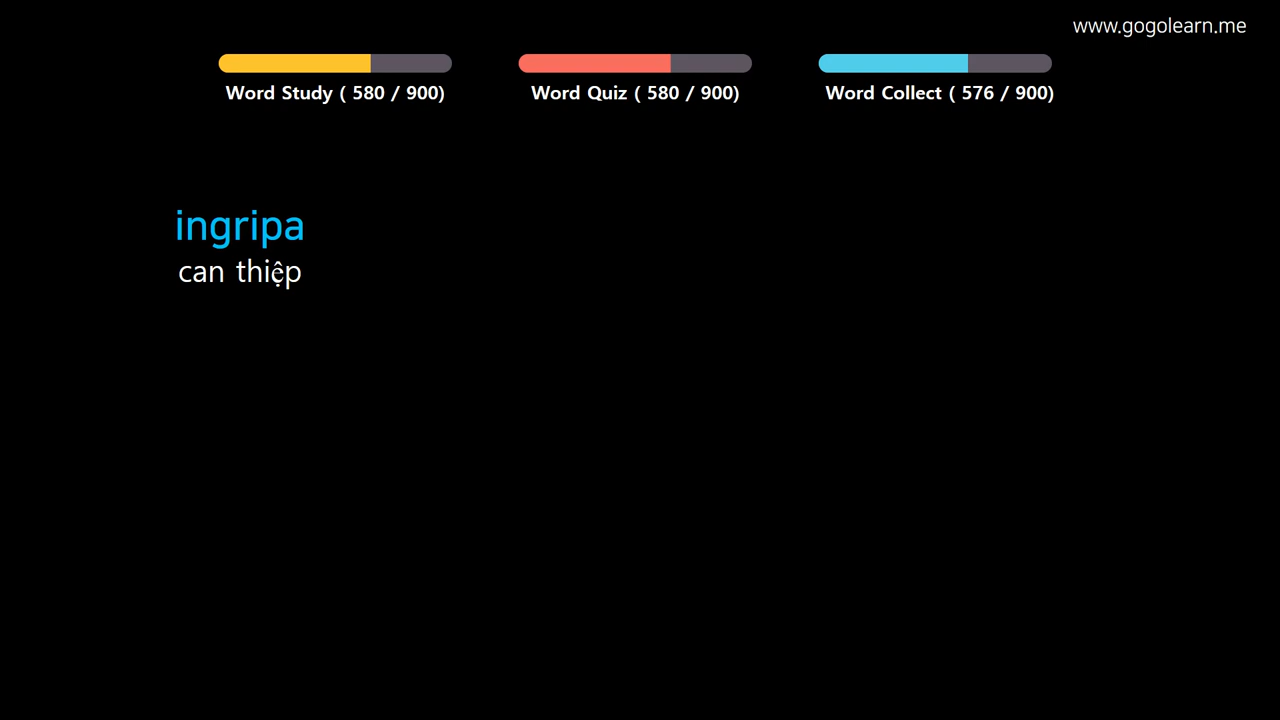 www.gogolearn.me
Word Study ( 580 / 900)
Word Quiz ( 580 / 900)
Word Collect ( 576 / 900)
ingripa
can thiệp